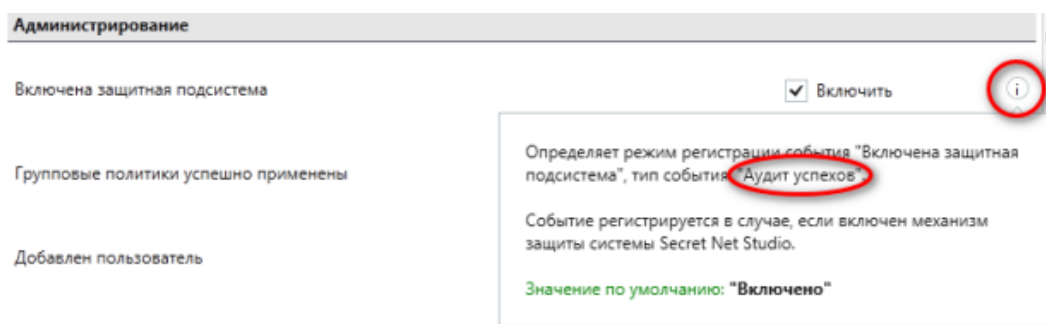 Администрирование
Включена защитная подсистема
Включить
i
Определяет режим регистрации события "Включена защитная
подсистема", тип события "Аудит успехов".
Групповые политики успешно применены
Событие регистрируется в случае, если включен механизм
защиты системы Secret Net Studio.
Добавлен пользователь
Значение по умолчанию: "Включено"